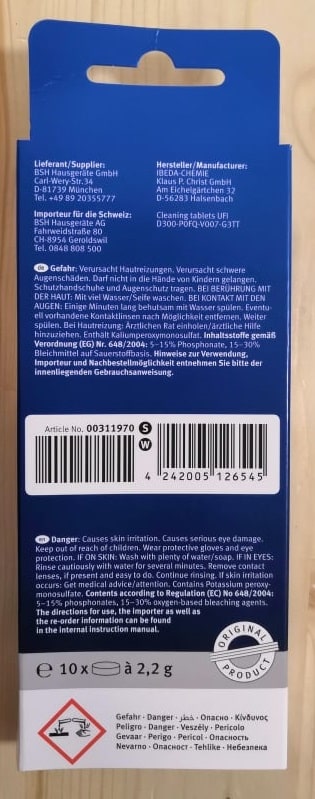 Lieferant/Supplier:
BSH Hausgeräte GmbH
Carl-Wery-Str.34
D-81739 München
Tel. +49 89 20355777
Importeur für die Schweiz:
BSH Hausgeräte AG
Fahrweidstraße 80
CH-8954 Geroldswil
Tel. 0848 808 500
Hersteller/Manufacturer:
IBEDA-CHEMIE
Klaus P. Christ GmbH
Am Eichelgärtchen 32
D-56283 Halsenbach
Cleaning tablets UFI
D300-P0FQ-V007-G3TT
de Gefahr: Verursacht Hautreizungen. Verursacht schwere
Augenschäden. Darf nicht in die Hände von Kindern gelangen.
Schutzhandschuhe und Augenschutz tragen. BEI BERÜHRUNG MIT
DER HAUT: Mit viel Wasser/Seife waschen. BEI KONTAKT MIT DEN
AUGEN: Einige Minuten lang behutsam mit Wasser spülen. Eventu-
ell vorhandene Kontaktlinsen nach Möglichkeit entfernen. Weiter
spülen. Bei Hautreizung: Ärztlichen Rat einholen/ärztliche Hilfe
hinzuziehen. Enthält Kaliumperoxymonosulfat. Inhaltsstoffe gemäß
Verordnung (EG) Nr. 648/2004: 5–15% Phosphonate, 15–30%
Bleichmittel auf Sauerstoffbasis. Hinweise zur Verwendung,
Importeur und Nachbestellmöglichkeit entnehmen Sie bitte der
innenliegenden Gebrauchsanweisung.
Article No. 00311970 S
W
4 242005 126545
en Danger: Causes skin irritation. Causes serious eye damage.
Keep out of reach of children. Wear protective gloves and eye
protection. IF ON SKIN: Wash with plenty of water/soap. IF IN EYES:
Rinse cautiously with water for several minutes. Remove contact
lenses, if present and easy to do. Continue rinsing. If skin irritation
occurs: Get medical advice/attention. Contains Potassium peroxy-
monosulfate. Contents according to Regulation (EC) No 648/2004:
5–15% phosphonates, 15–30% oxygen-based bleaching agents.
The directions for use, the importer as well as
the re-order information can be found
in the internal instruction manual.
ORIGINAL
PRODUCT
℮ 10 x à 2,2 g
Gefahr · Danger · خطر · Опасно · Κίνδυνος
Peligro · Danger · Veszély · Pericolo
Gevaar · Perigo · Pericol · Опасность
Nevarno · Опасност · Tehlike · Небезпека